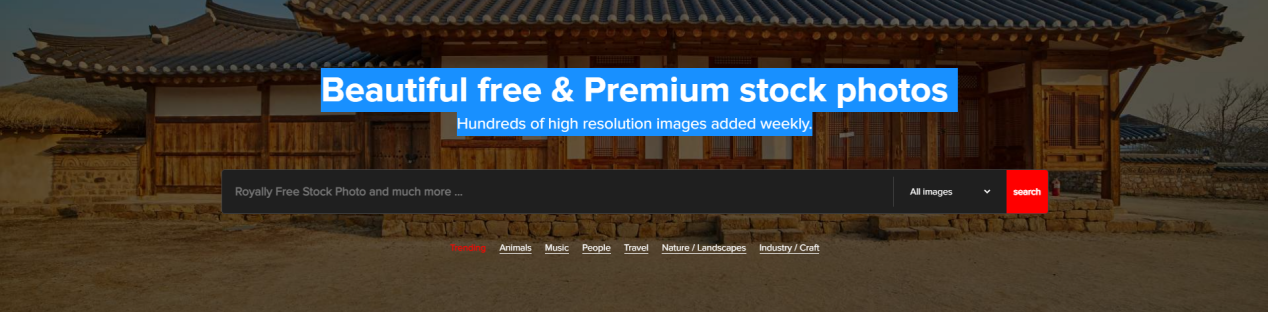 Beautiful free & Premium stock photos
Hundreds of high resolution images added weekly.
Royally Free Stock Photo and much more ...
All images
search
Trending Animals Music People Travel Nature / Landscapes Industry / Craft